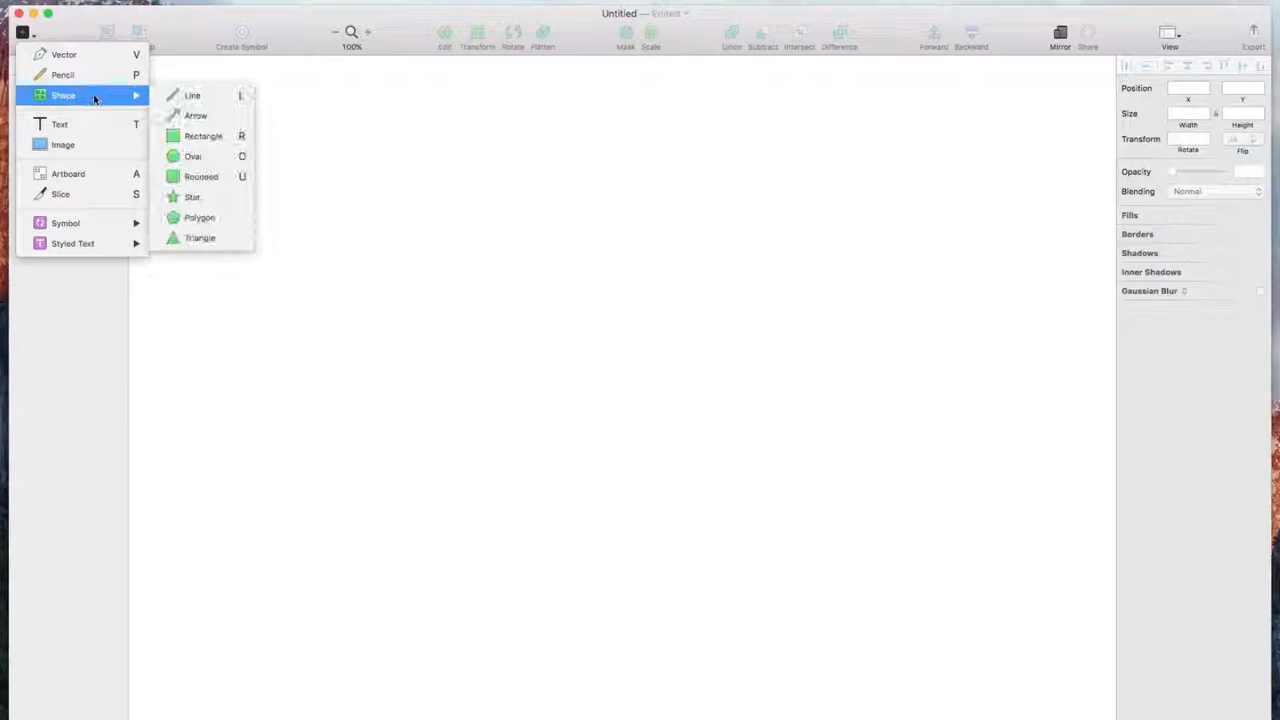 Untitled — Edited
Create Symbol
100%
Edit
Transform
Rotate
Flatten
Mask
Scale
Union
Subtract
Intersect
Difference
Forward
Backward
Mirror
Share
View
Export
Vector V
Pencil P
Shape
Text T
Image
Artboard A
Slice S
Symbol
Styled Text
Line L
Arrow
Rectangle R
Oval O
Rounded U
Star
Polygon
Triangle
Position
X Y
Size
Width Height
Transform
Rotate Flip
Opacity
Blending Normal
Fills
Borders
Shadows
Inner Shadows
Gaussian Blur